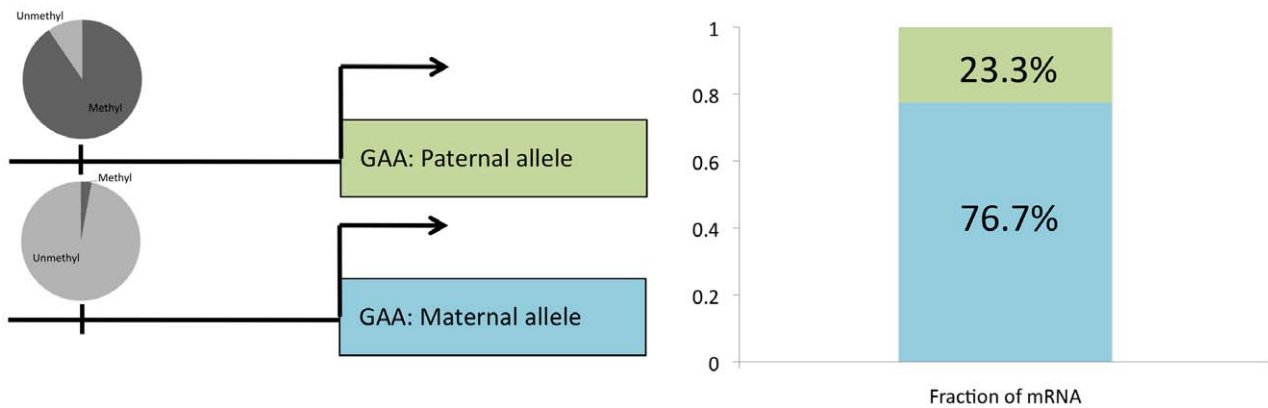 Unmethyl
Methyl
GAA: Paternal allele
Methyl
Unmethyl
GAA: Maternal allele
1
0.8
0.6
0.4
0.2
0
23.3%
76.7%
Fraction of mRNA